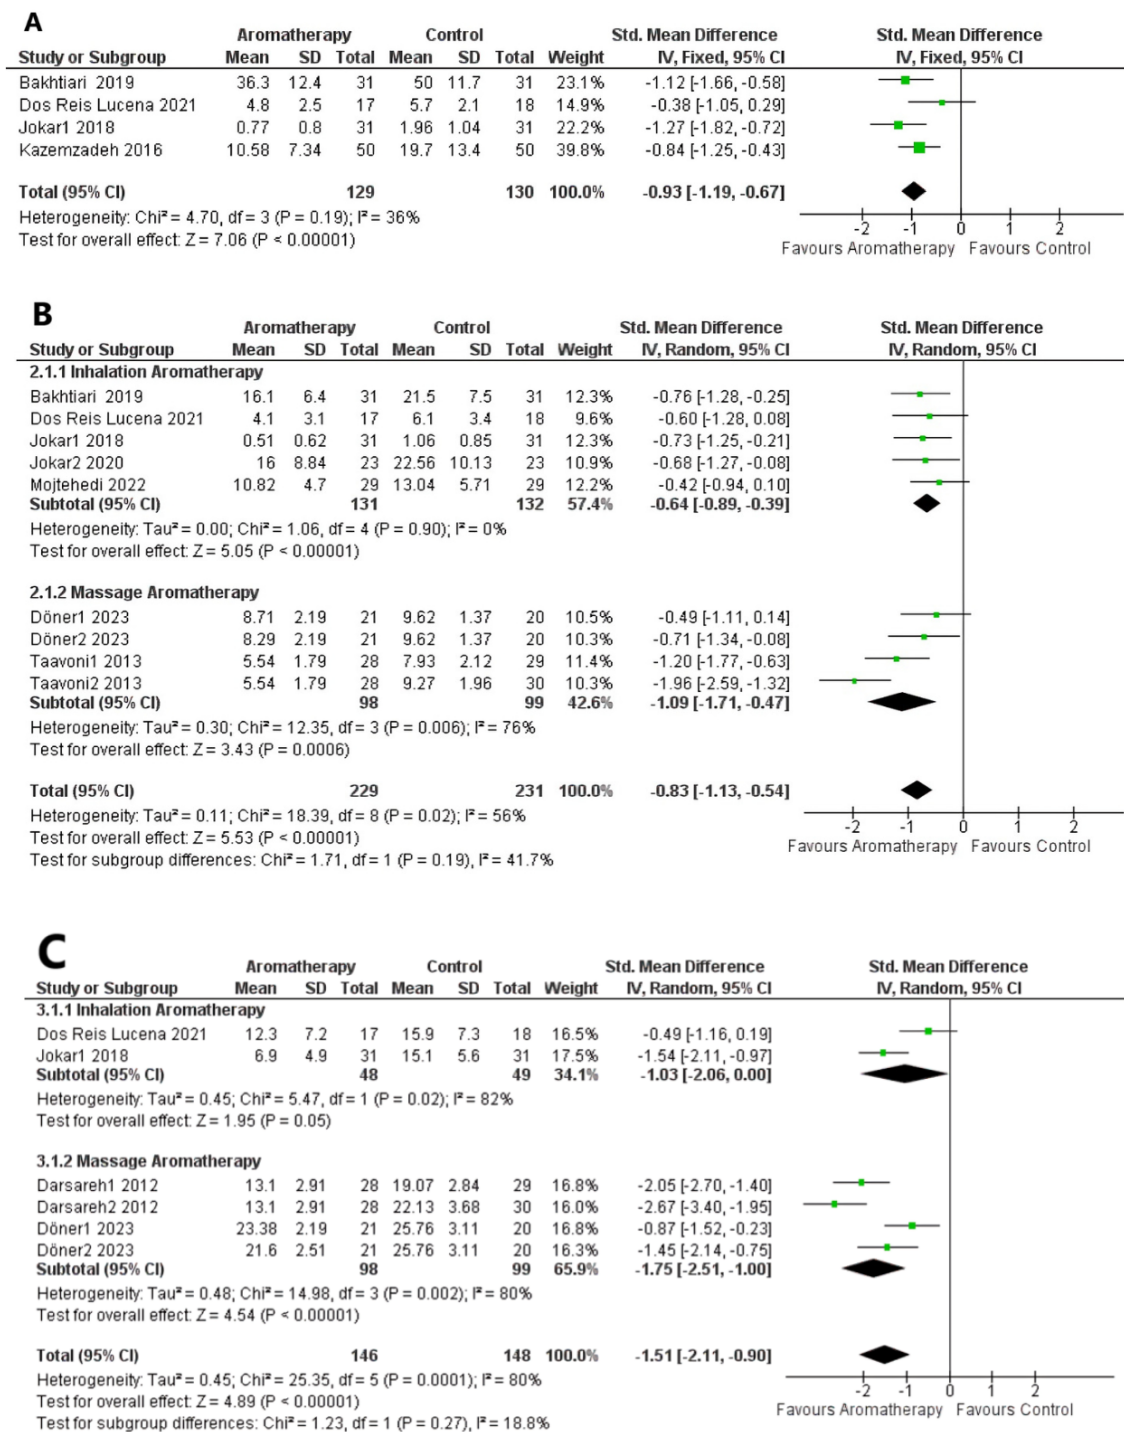 A
Aromatherapy Control Std. Mean Difference Std. Mean Difference
Study or Subgroup Mean SD Total Mean SD Total Weight IV, Fixed, 95% CI IV, Fixed, 95% CI
Bakhtiari 2019 36.3 12.4 31 50 11.7 31 23.1% -1.12 [-1.66, -0.58]
Dos Reis Lucena 2021 4.8 2.5 17 5.7 2.1 18 14.9% -0.38 [-1.05, 0.29]
Jokar1 2018 0.77 0.8 31 1.96 1.04 31 22.2% -1.27 [-1.82, -0.72]
Kazemzadeh 2016 10.58 7.34 50 19.7 13.4 50 39.8% -0.84 [-1.25, -0.43]
Total (95% CI) 129 130 100.0% -0.93 [-1.19, -0.67]
Heterogeneity: Chi² = 4.70, df = 3 (P = 0.19); I² = 36%
Test for overall effect: Z = 7.06 (P < 0.00001)
-2 -1 0 1 2
Favours Aromatherapy Favours Control
B
Aromatherapy Control Std. Mean Difference Std. Mean Difference
Study or Subgroup Mean SD Total Mean SD Total Weight IV, Random, 95% CI IV, Random, 95% CI
2.1.1 Inhalation Aromatherapy
Bakhtiari 2019 16.1 6.4 31 21.5 7.5 31 12.3% -0.76 [-1.28, -0.25]
Dos Reis Lucena 2021 4.1 3.1 17 6.1 3.4 18 9.6% -0.60 [-1.28, 0.08]
Jokar1 2018 0.51 0.62 31 1.06 0.85 31 12.3% -0.73 [-1.25, -0.21]
Jokar2 2020 16 8.84 23 22.56 10.13 23 10.9% -0.68 [-1.27, -0.08]
Mojtehedi 2022 10.82 4.7 29 13.04 5.71 29 12.2% -0.42 [-0.94, 0.10]
Subtotal (95% CI) 131 132 57.4% -0.64 [-0.89, -0.39]
Heterogeneity: Tau² = 0.00; Chi² = 1.06, df = 4 (P = 0.90); I² = 0%
Test for overall effect: Z = 5.05 (P < 0.00001)
2.1.2 Massage Aromatherapy
Döner1 2023 8.71 2.19 21 9.62 1.37 20 10.5% -0.49 [-1.11, 0.14]
Döner2 2023 8.29 2.19 21 9.62 1.37 20 10.3% -0.71 [-1.34, -0.08]
Taavoni1 2013 5.54 1.79 28 7.93 2.12 29 11.4% -1.20 [-1.77, -0.63]
Taavoni2 2013 5.54 1.79 28 9.27 1.96 30 10.3% -1.96 [-2.59, -1.32]
Subtotal (95% CI) 98 99 42.6% -1.09 [-1.71, -0.47]
Heterogeneity: Tau² = 0.30; Chi² = 12.35, df = 3 (P = 0.006); I² = 76%
Test for overall effect: Z = 3.43 (P = 0.0006)
Total (95% CI) 229 231 100.0% -0.83 [-1.13, -0.54]
Heterogeneity: Tau² = 0.11; Chi² = 18.39, df = 8 (P = 0.02); I² = 56%
Test for overall effect: Z = 5.53 (P < 0.00001)
Test for subgroup differences: Chi² = 1.71, df = 1 (P = 0.19), I² = 41.7%
-2 -1 0 1 2
Favours Aromatherapy Favours Control
C
Aromatherapy Control Std. Mean Difference Std. Mean Difference
Study or Subgroup Mean SD Total Mean SD Total Weight IV, Random, 95% CI IV, Random, 95% CI
3.1.1 Inhalation Aromatherapy
Dos Reis Lucena 2021 12.3 7.2 17 15.9 7.3 18 16.5% -0.49 [-1.16, 0.19]
Jokar1 2018 6.9 4.9 31 15.1 5.6 31 17.5% -1.54 [-2.11, -0.97]
Subtotal (95% CI) 48 49 34.1% -1.03 [-2.06, 0.00]
Heterogeneity: Tau² = 0.45; Chi² = 5.47, df = 1 (P = 0.02); I² = 82%
Test for overall effect: Z = 1.95 (P = 0.05)
3.1.2 Massage Aromatherapy
Darsareh1 2012 13.1 2.91 28 19.07 2.84 29 16.8% -2.05 [-2.70, -1.40]
Darsareh2 2012 13.1 2.91 28 22.13 3.68 30 16.0% -2.67 [-3.40, -1.95]
Döner1 2023 23.38 2.19 21 25.76 3.11 20 16.8% -0.87 [-1.52, -0.23]
Döner2 2023 21.6 2.51 21 25.76 3.11 20 16.3% -1.45 [-2.14, -0.75]
Subtotal (95% CI) 98 99 65.9% -1.75 [-2.51, -1.00]
Heterogeneity: Tau² = 0.48; Chi² = 14.98, df = 3 (P = 0.002); I² = 80%
Test for overall effect: Z = 4.54 (P < 0.00001)
Total (95% CI) 146 148 100.0% -1.51 [-2.11, -0.90]
Heterogeneity: Tau² = 0.45; Chi² = 25.35, df = 5 (P = 0.0001); I² = 80%
Test for overall effect: Z = 4.89 (P < 0.00001)
Test for subgroup differences: Chi² = 1.23, df = 1 (P = 0.27), I² = 18.8%
-2 -1 0 1 2
Favours Aromatherapy Favours Control